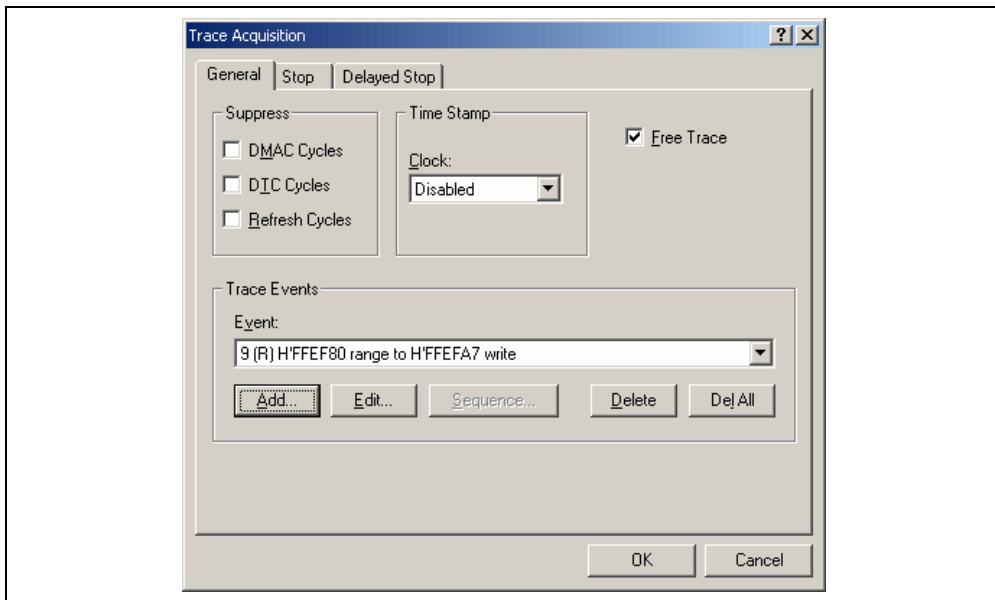 Trace Acquisition
General Stop Delayed Stop
Suppress
DMAC Cycles
DTC Cycles
Refresh Cycles
Time Stamp
Clock:
Disabled
Free Trace
Trace Events
Event:
9 (R) H'FFEF80 range to H'FFEFA7 write
Add... Edit... Sequence... Delete Del All
OK Cancel